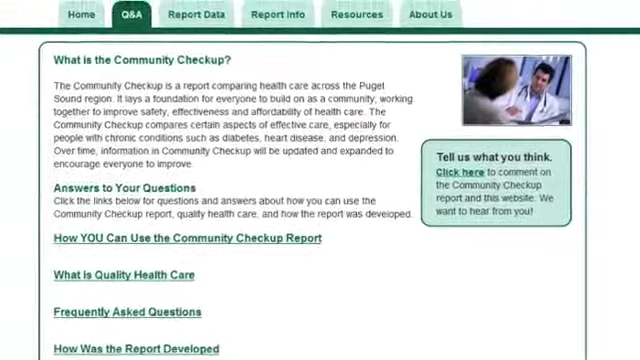 Home Q&A Report Data Report Info Resources About Us
What is the Community Checkup?
The Community Checkup is a report comparing health care across the Puget
Sound region. It lays a foundation for everyone to build on as a community, working
together to improve safety, effectiveness and affordability of health care. The
Community Checkup compares certain aspects of effective care, especially for
people with chronic conditions such as diabetes, heart disease, and depression.
Over time, information in Community Checkup will be updated and expanded to
encourage everyone to improve.
Answers to Your Questions
Click the links below for questions and answers about how you can use the
Community Checkup report, quality health care, and how the report was developed.
How YOU Can Use the Community Checkup Report
What is Quality Health Care
Frequently Asked Questions
How Was the Report Developed
Tell us what you think.
Click here to comment on
the Community Checkup
report and this website. We
want to hear from you!